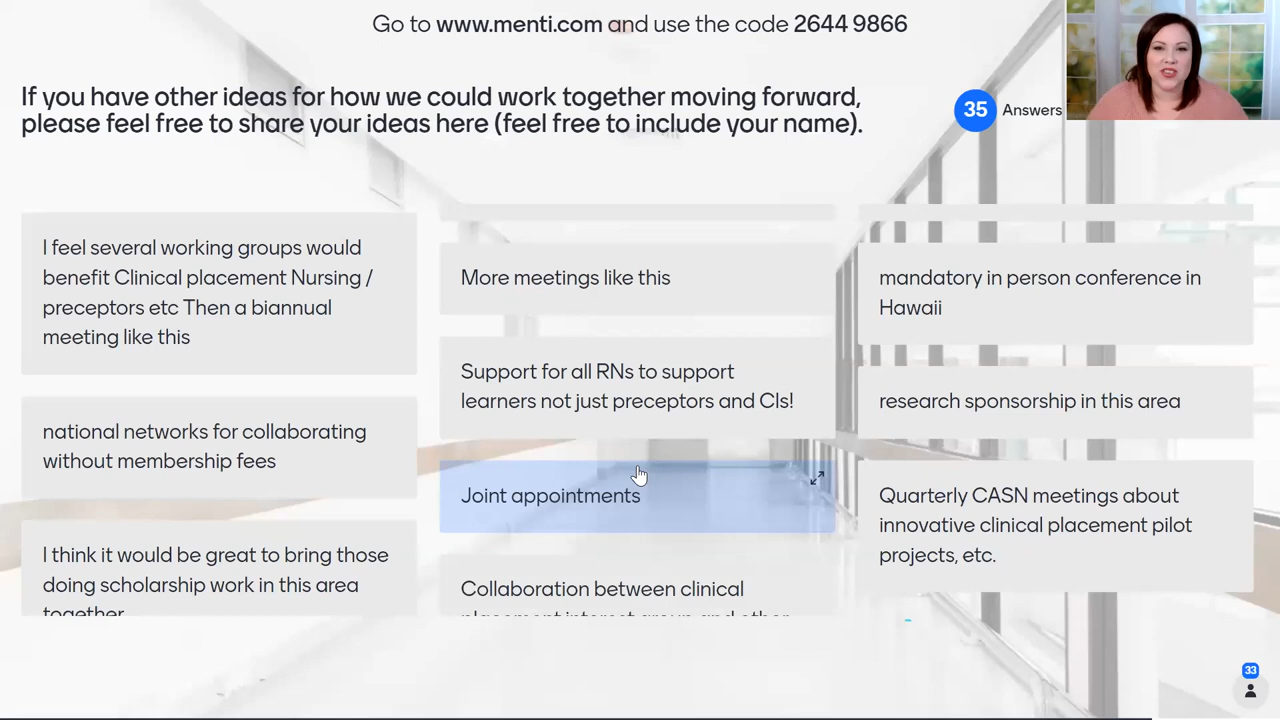 Go to www.menti.com and use the code 2644 9866
If you have other ideas for how we could work together moving forward,
please feel free to share your ideas here (feel free to include your name).
35 Answers
I feel several working groups would
benefit Clinical placement Nursing /
preceptors etc Then a biannual
meeting like this
national networks for collaborating
without membership fees
I think it would be great to bring those
doing scholarship work in this area
together
More meetings like this
Support for all RNs to support
learners not just preceptors and CIs!
Joint appointments
Collaboration between clinical
placement interest group and other
mandatory in person conference in
Hawaii
research sponsorship in this area
Quarterly CASN meetings about
innovative clinical placement pilot
projects, etc.
33